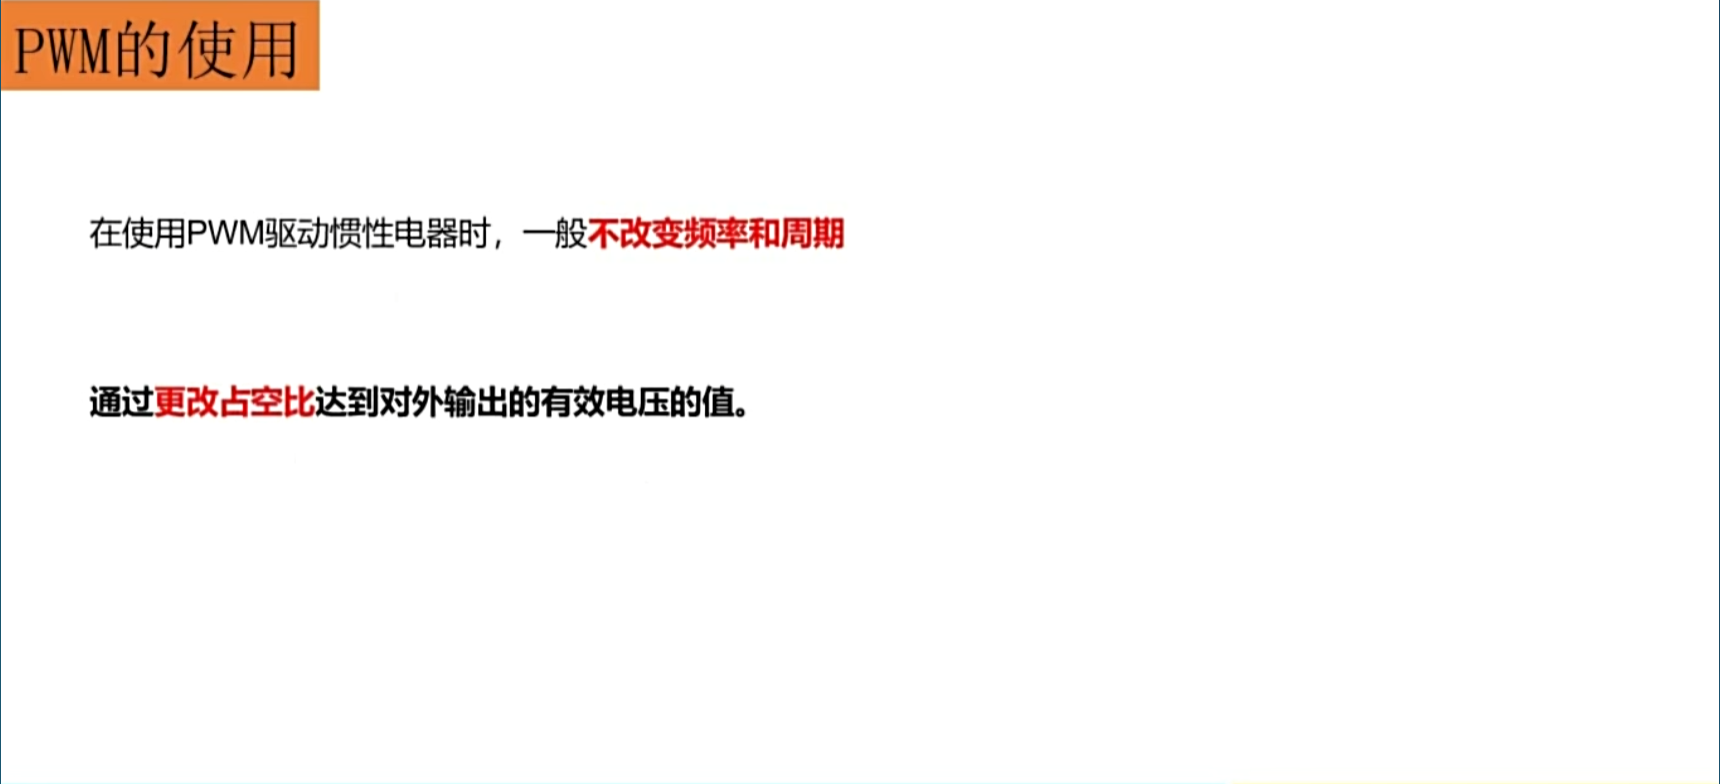 PWM的使用
在使用PWM驱动惯性电器时，一般不改变频率和周期
通过更改占空比达到对外输出的有效电压的值。